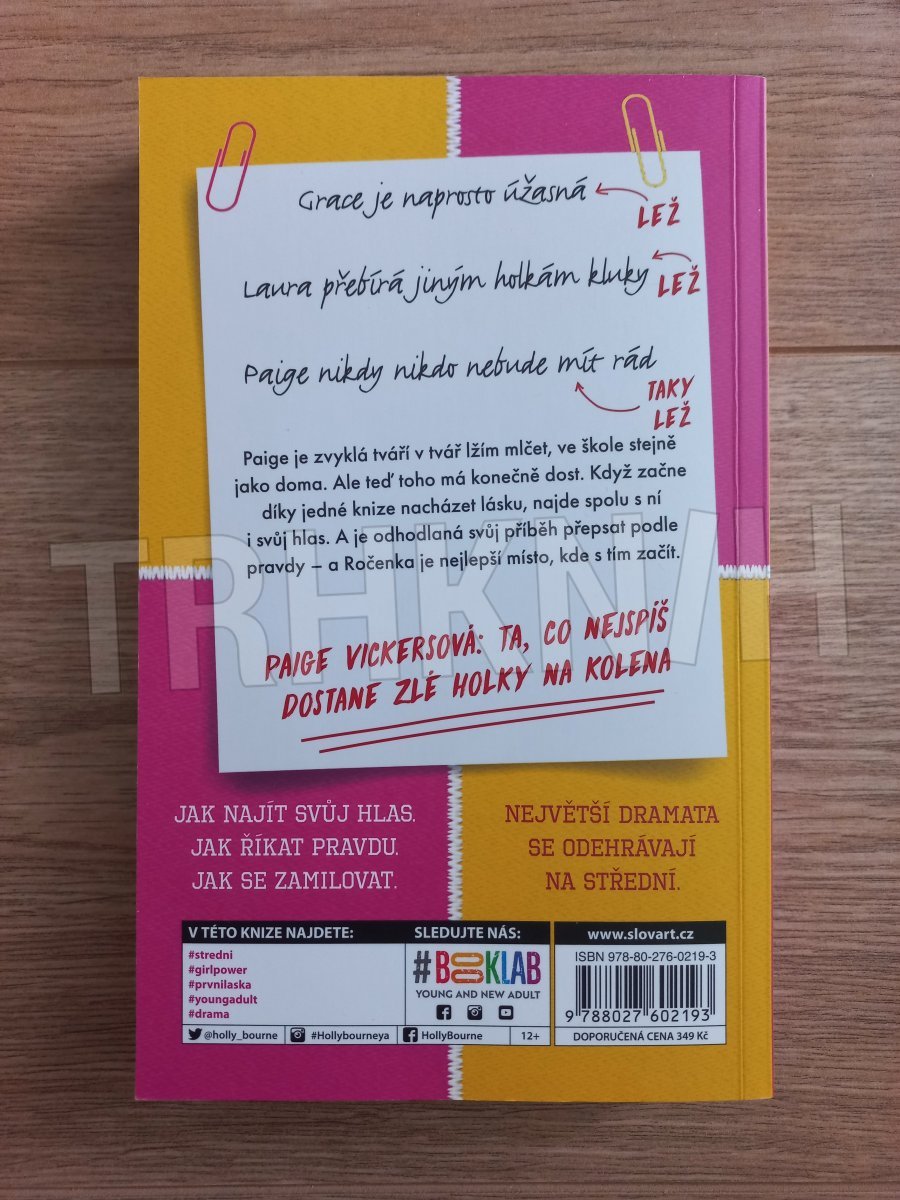 Grace je naprosto úžasná
LEŽ
Laura přebírá jiným holkám kluky
LEŽ
Paige nikdy nikdo nebude mít rád
TAKY
LEŽ
Paige je zvyklá tváří v tvář lžím mlčet, ve škole stejně
jako doma. Ale teď toho má konečně dost. Když začne
díky jedné knize nacházet lásku, najde spolu s ní
i svůj hlas. A je odhodlaná svůj příběh přepsat podle
pravdy – a Ročenka je nejlepší místo, kde s tím začít.
TRHKNIH
PAIGE VICKERSOVÁ: TA, CO NEJSPÍŠ
DOSTANE ZLÉ HOLKY NA KOLENA
JAK NAJÍT SVŮJ HLAS.
JAK ŘÍKAT PRAVDU.
JAK SE ZAMILOVAT.
NEJVĚTŠÍ DRAMATA
SE ODEHRÁVAJÍ
NA STŘEDNÍ.
V TÉTO KNIZE NAJDETE:
#stredni
#girlpower
#prvnilaska
#youngadult
#drama
SLEDUJTE NÁS:
#BOOKLAB
YOUNG AND NEW ADULT
@holly_bourne
#Hollybourneya
HollyBourne
12+
www.slovart.cz
ISBN 978-80-276-0219-3
9 788027 602193
DOPORUČENÁ CENA 349 Kč